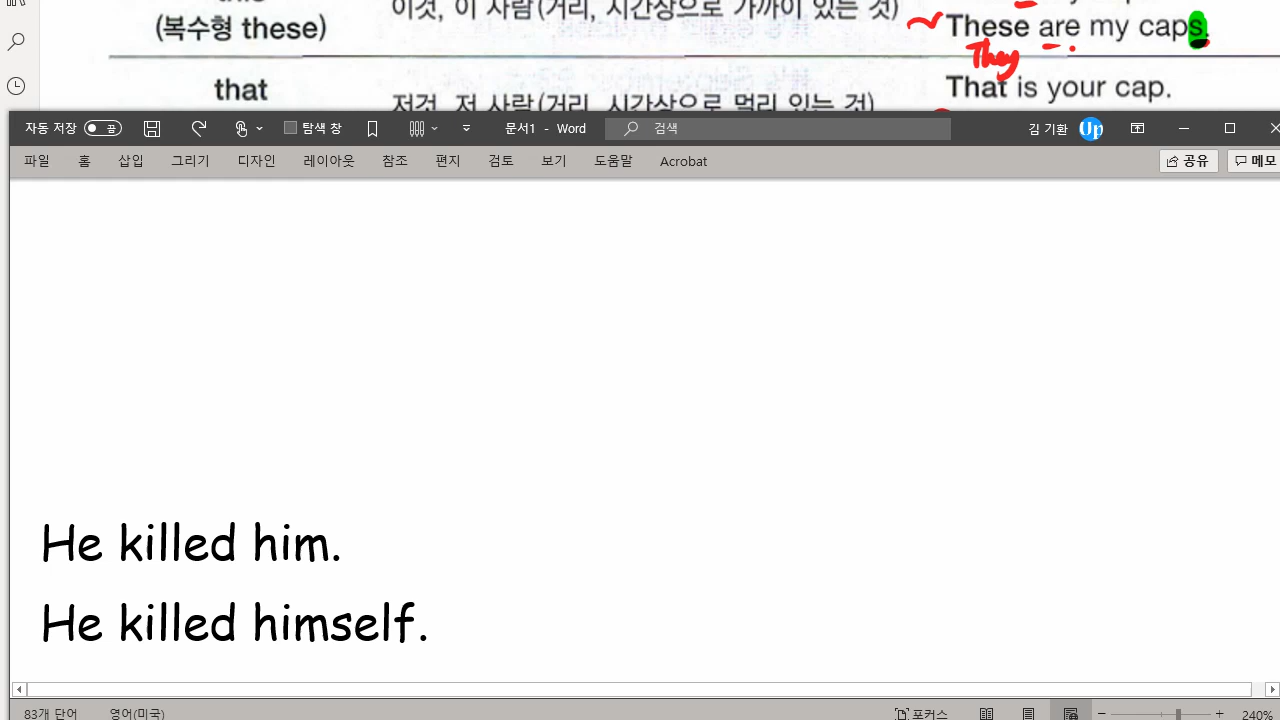 이것, 이 사람(거리, 시간상으로 가까이 있는 것)
(복수형 these)
These are my caps.
They
that
저것, 저 사람(거리, 시간상으로 멀리 있는 것)
That is your cap.
자동 저장 끔 탐색 창 문서1 - Word 검색 김 기환 Up
파일 홈 삽입 그리기 디자인 레이아웃 참조 편지 검토 보기 도움말 Acrobat 공유 메모
He killed him.
He killed himself.
83개 단어 영어(미국) 포커스 240%